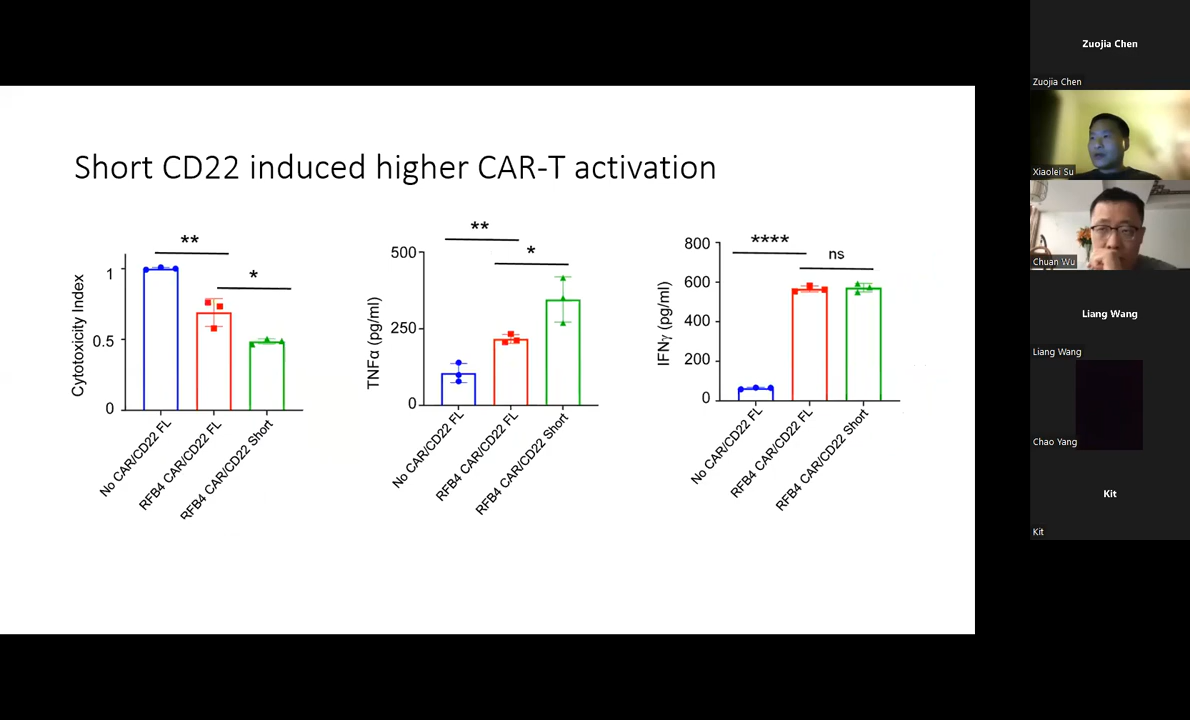 Short CD22 induced higher CAR-T activation
**
*
1
0.5
0
Cytotoxicity Index
No CAR/CD22 FL
RFB4 CAR/CD22 FL
RFB4 CAR/CD22 Short
**
*
500
250
0
TNFα (pg/ml)
No CAR/CD22 FL
RFB4 CAR/CD22 FL
RFB4 CAR/CD22 Short
****
ns
800
600
400
200
0
IFNγ (pg/ml)
No CAR/CD22 FL
RFB4 CAR/CD22 FL
RFB4 CAR/CD22 Short
Zuojia Chen
Zuojia Chen
Xiaolei Su
Chuan Wu
Liang Wang
Liang Wang
Chao Yang
Kit
Kit